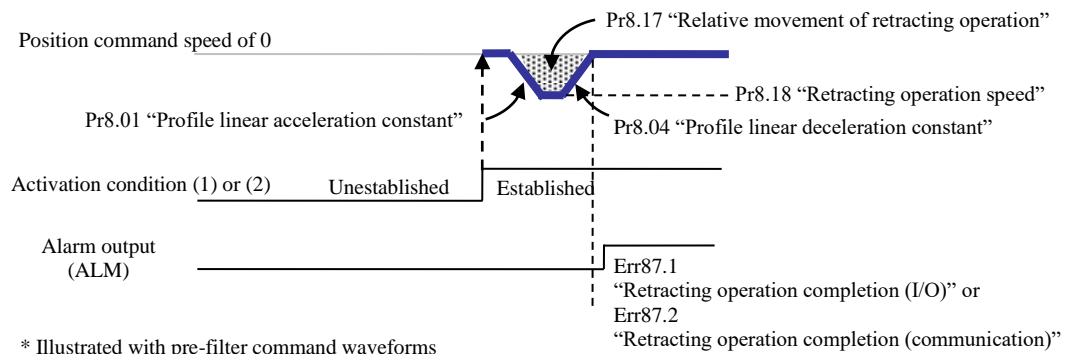 Pr8.17 “Relative movement of retracting operation”
Position command speed of 0
Pr8.18 “Retracting operation speed”
Pr8.01 “Profile linear acceleration constant”
Pr8.04 “Profile linear deceleration constant”
Activation condition (1) or (2)
Unestablished
Established
Alarm output
(ALM)
Err87.1
“Retracting operation completion (I/O)” or
Err87.2
“Retracting operation completion (communication)”
* Illustrated with pre-filter command waveforms